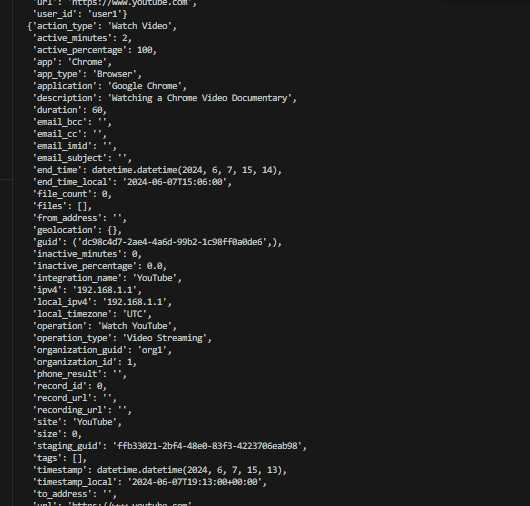 'url': 'https://www.youtube.com',
'user_id': 'user1'}
{'action_type': 'Watch Video',
'active_minutes': 2,
'active_percentage': 100,
'app': 'Chrome',
'app_type': 'Browser',
'application': 'Google Chrome',
'description': 'Watching a Chrome Video Documentary',
'duration': 60,
'email_bcc': '',
'email_cc': '',
'email_imid': '',
'email_subject': '',
'end_time': datetime.datetime(2024, 6, 7, 15, 14),
'end_time_local': '2024-06-07T15:06:00',
'file_count': 0,
'files': [],
'from_address': '',
'geolocation': {},
'guid': ('dc98c4d7-2ae4-4a6d-99b2-1c98ff0a0de6',),
'inactive_minutes': 0,
'inactive_percentage': 0.0,
'integration_name': 'YouTube',
'ipv4': '192.168.1.1',
'local_ipv4': '192.168.1.1',
'local_timezone': 'UTC',
'operation': 'Watch YouTube',
'operation_type': 'Video Streaming',
'organization_guid': 'org1',
'organization_id': 1,
'phone_result': '',
'record_id': 0,
'record_url': '',
'recording_url': '',
'site': 'YouTube',
'size': 0,
'staging_guid': 'ffb33021-2bf4-48e0-83f3-4223706eab98',
'tags': [],
'timestamp': datetime.datetime(2024, 6, 7, 15, 13),
'timestamp_local': '2024-06-07T19:13:00+00:00',
'to_address': '',
'url': 'https://www.youtube.com'